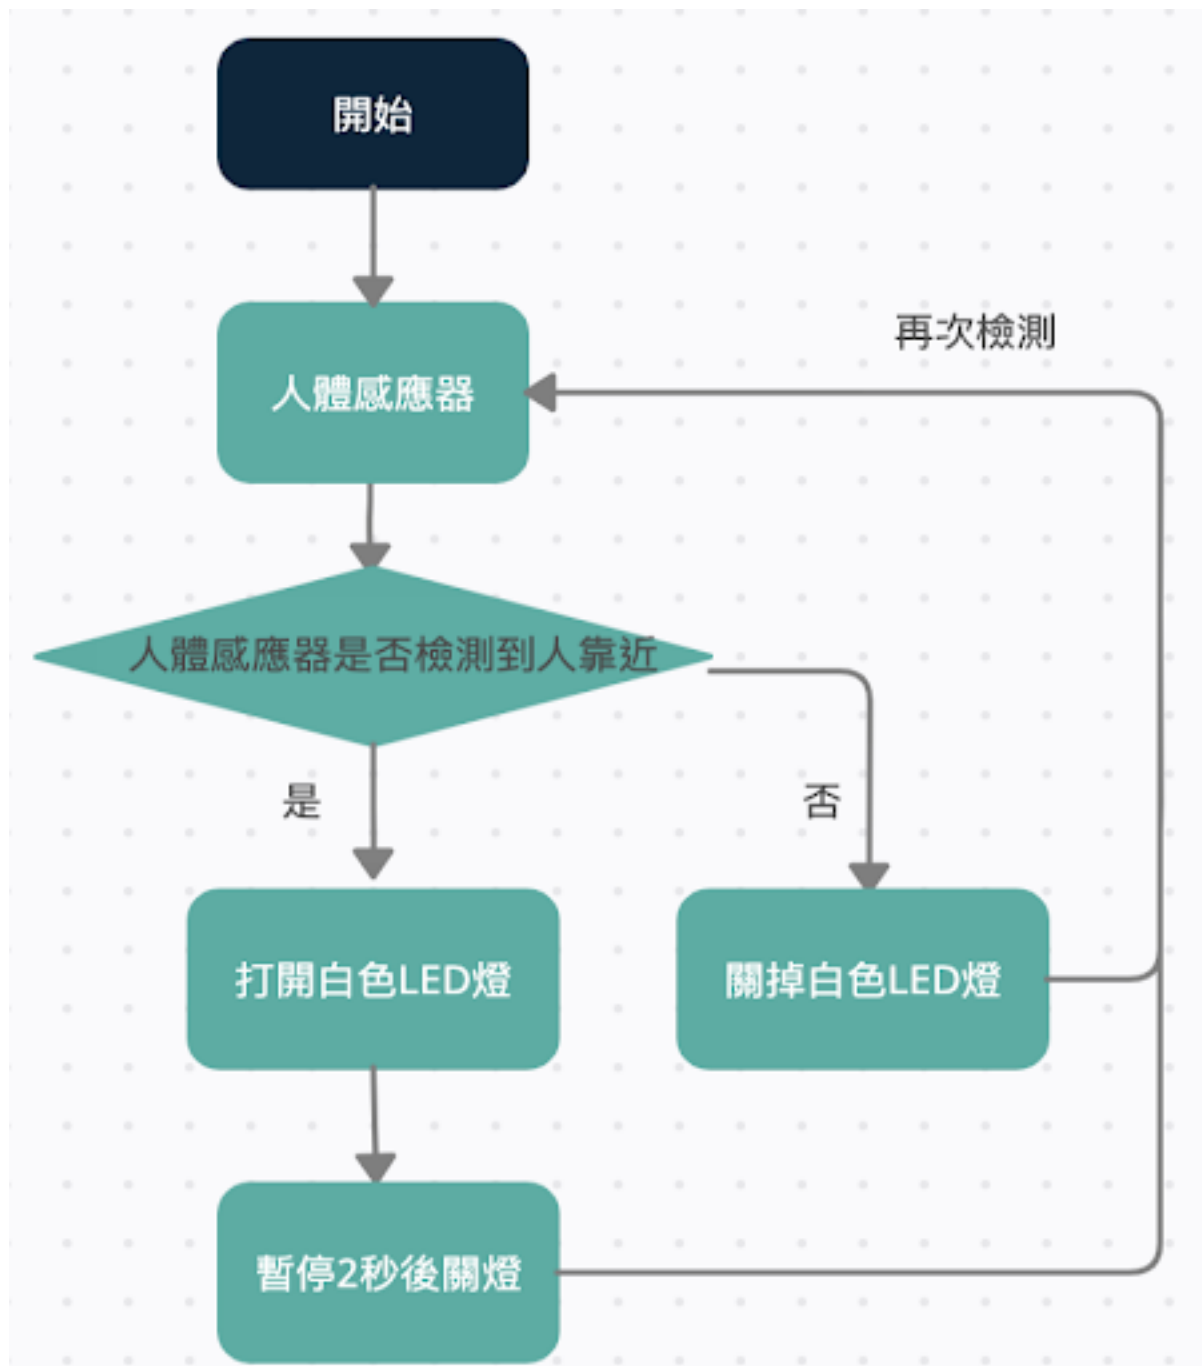 開始
再次檢測
人體感應器
人體感應器是否檢測到人靠近
是
否
打開白色LED燈
關掉白色LED燈
暫停2秒後關燈